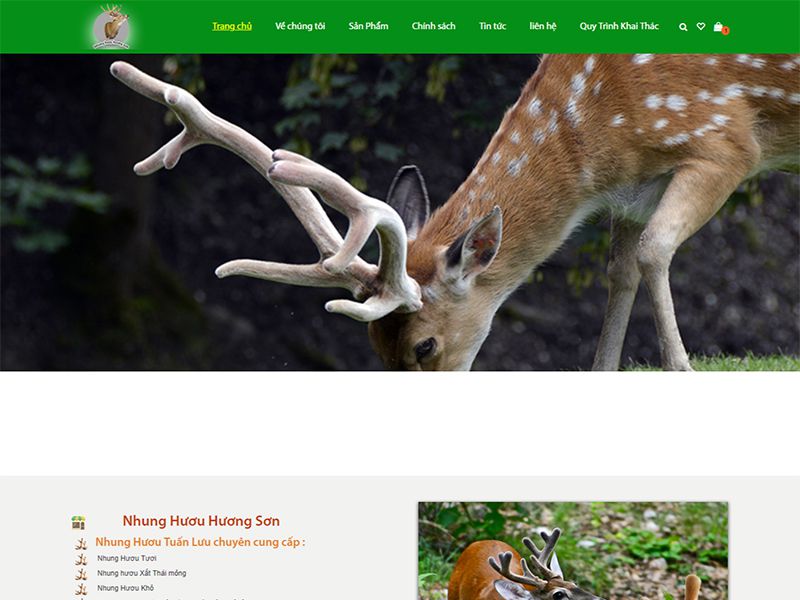 Trang chủ Về chúng tôi Sản Phẩm Chính sách Tin tức liên hệ Quy Trình Khai Thác
Nhung Hươu Hương Sơn
Nhung Hươu Tuấn Lưu chuyên cung cấp :
Nhung Hươu Tươi
Nhung hươu Xắt Thái mỏng
Nhung Hươu Khô